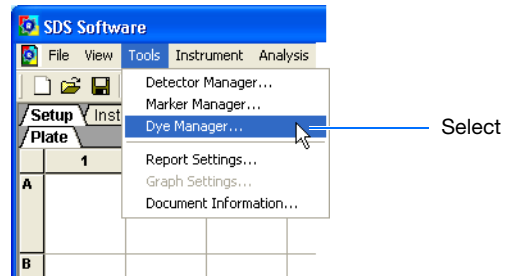 SDS Software
File View Tools Instrument Analysis
Detector Manager...
Marker Manager...
Setup Inst
Dye Manager... Select
Plate
1
Report Settings...
A
Graph Settings...
Document Information...
B